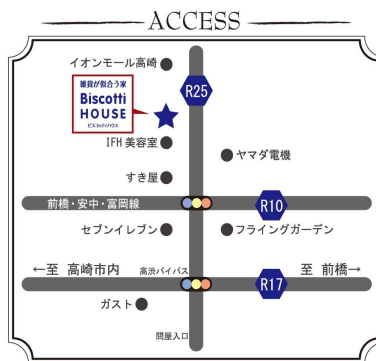 ACCESS
イオンモール高崎
R25
雑貨が似合う家
Biscotti
HOUSE
ビスコッティハウス
IFH 美容室
ヤマダ電機
すき屋
前橋・安中・富岡線
R10
セブンイレブン
フライングガーデン
←至 高崎市内
高渋バイパス
至 前橋→
R17
ガスト
問屋入口